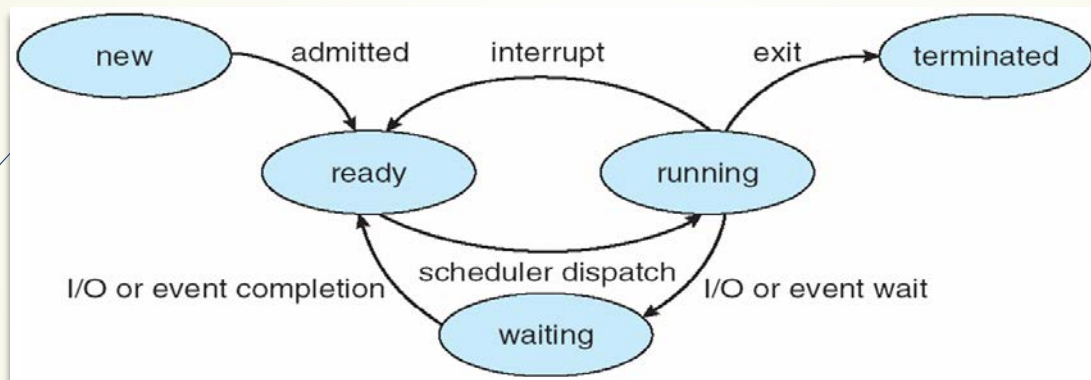 new
admitted
interrupt
exit
terminated
ready
running
scheduler dispatch
I/O or event completion
I/O or event wait
waiting